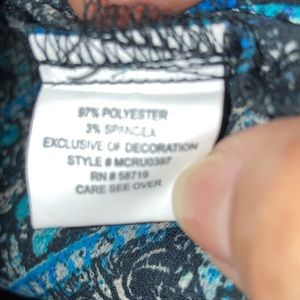 97% POLYESTER
3% SPANDEX
EXCLUSIVE OF DECORATION
STYLE # MCRU0397
RN # 58719
CARE SEE OVER